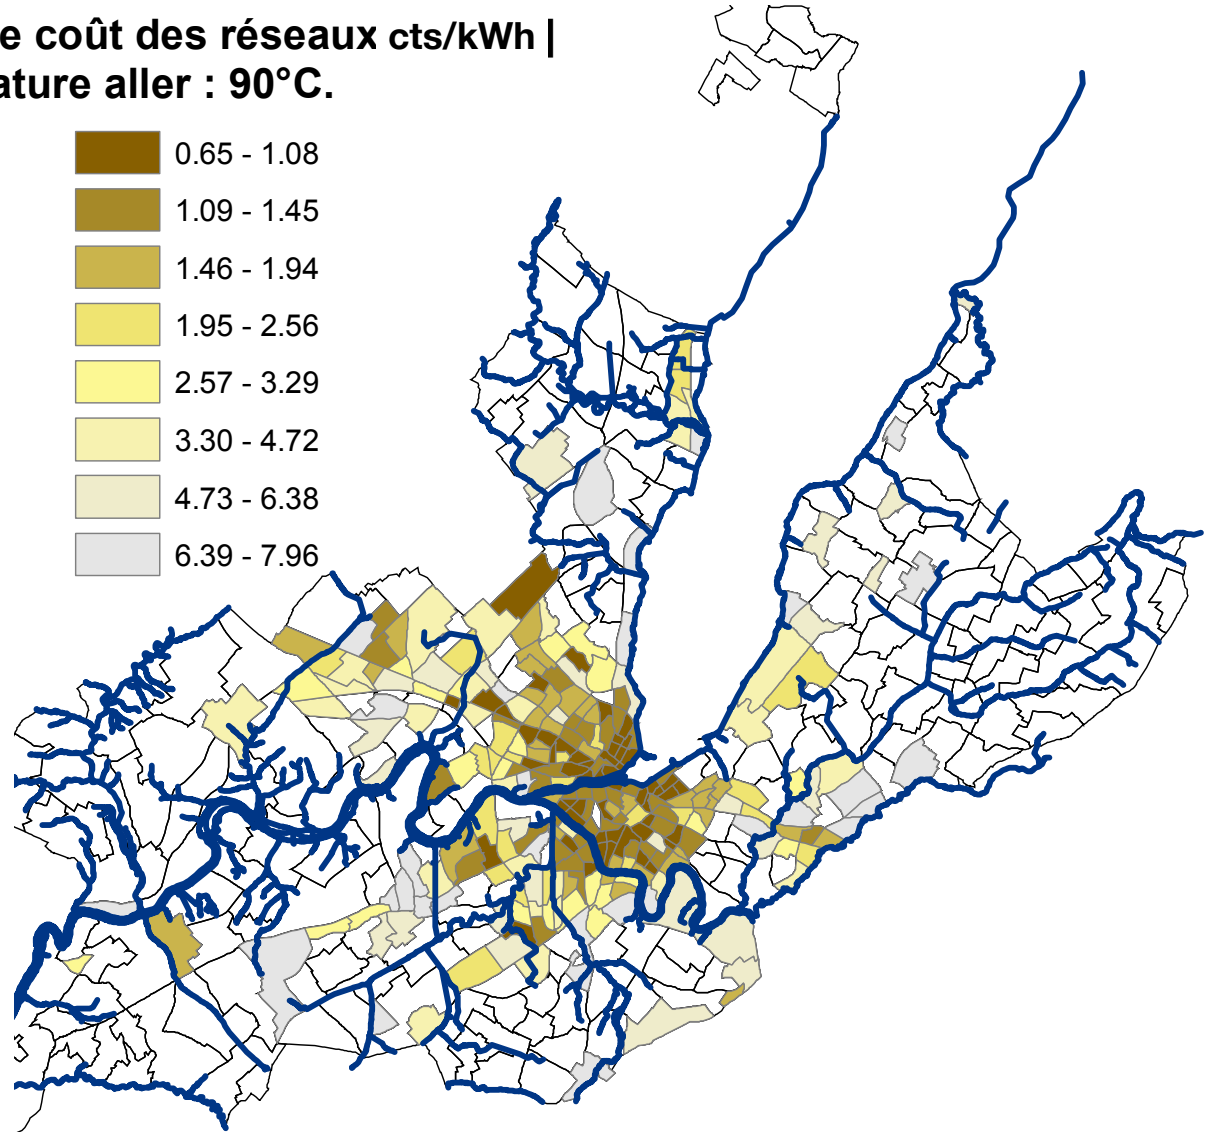 e coût des réseaux cts/kWh |
ature aller : 90°C.
0.65 - 1.08
1.09 - 1.45
1.46 - 1.94
1.95 - 2.56
2.57 - 3.29
3.30 - 4.72
4.73 - 6.38
6.39 - 7.96